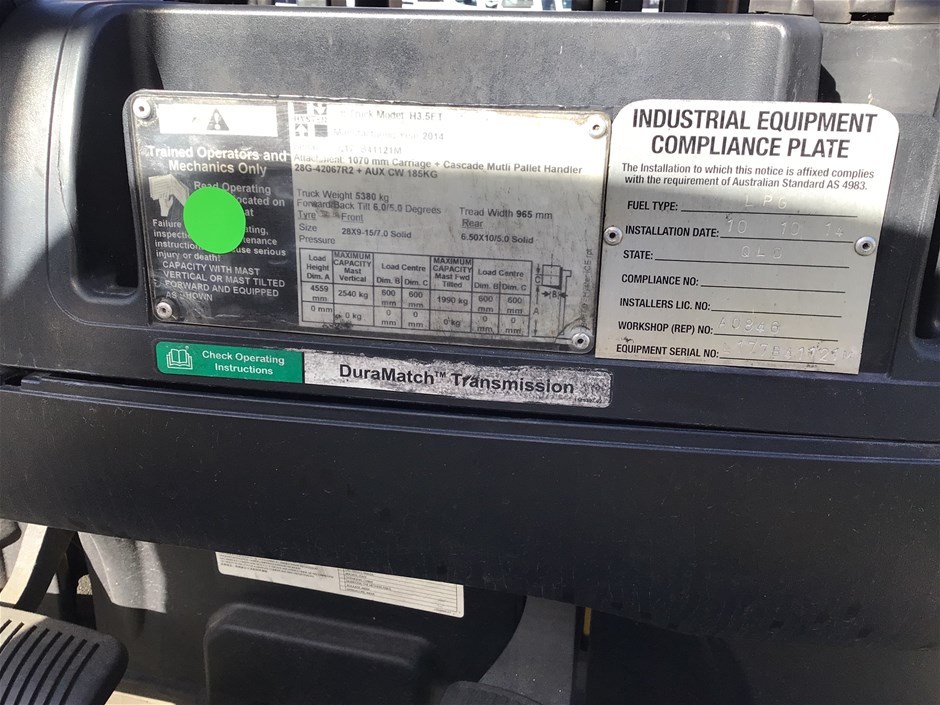 Trained Operators and
Mechanics Only
Read Operating
located on
Failure
inspection
instruction
serious
injury or death!
CAPACITY WITH MAST
VERTICAL OR MAST TILTED
FORWARD AND EQUIPPED
AS SHOWN
Truck Model H3.5FT
2014
Attachment: 1070 mm Carriage + Cascade Mutli Pallet Handler
28G-42067R2 + AUX CW 185KG
Truck Weight 5380 kg
Forward/Back Tilt 6.0/5.0 Degrees
Tread Width 965 mm
Tyre Front Rear
Size 28X9-15/7.0 Solid 6.50X10/5.0 Solid
Pressure
Load Height Dim. A
MAXIMUM CAPACITY Mast Vertical
Load Centre
Dim. B Dim. C
MAXIMUM CAPACITY Mast Fwd Tilted
Load Centre
Dim. B Dim. C
4559 mm 2540 kg 600 mm 600 mm 1990 kg 600 mm 600 mm
0 mm 0 kg 0 mm 0 mm 0 kg 0 mm 0 mm
INDUSTRIAL EQUIPMENT
COMPLIANCE PLATE
The Installation to which this notice is affixed complies
with the requirement of Australian Standard AS 4983.
FUEL TYPE: LPG
INSTALLATION DATE: 10 10 14
STATE: QLD
COMPLIANCE NO:
INSTALLERS LIC. NO:
WORKSHOP (REP) NO: AO846
EQUIPMENT SERIAL NO:
Check Operating
Instructions
DuraMatch™ Transmission